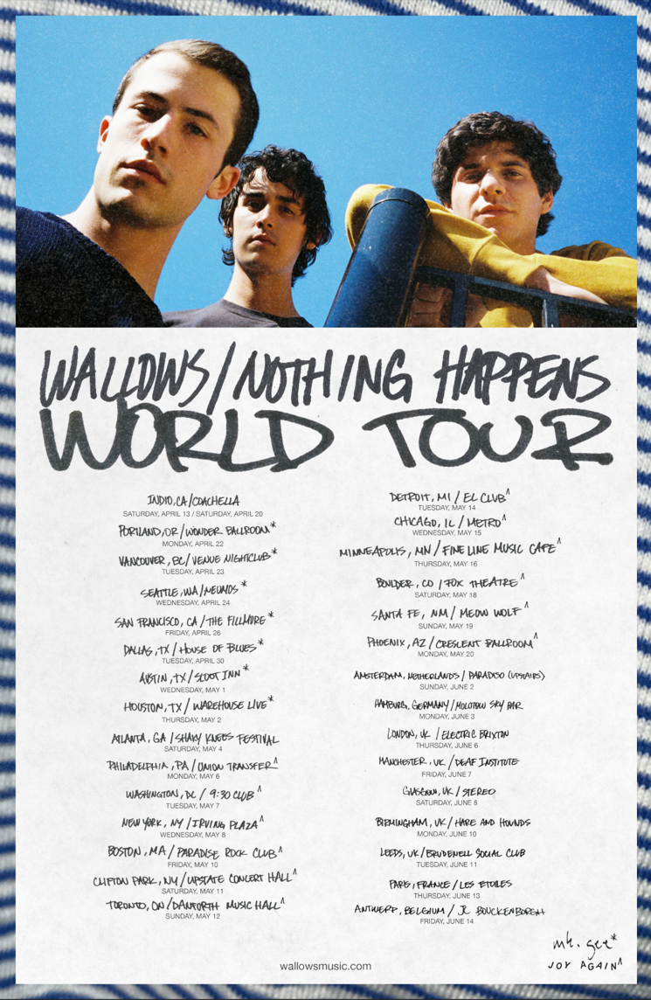 WALLOWS/NOTHING HAPPENS
WORLD TOUR
INDIO, CA/COACHELLA
SATURDAY, APRIL 13 / SATURDAY, APRIL 20
PORTLAND, OR/WONDER BALLROOM*
MONDAY, APRIL 22
VANCOUVER, BC/VENUE NIGHTCLUB*
TUESDAY, APRIL 23
SEATTLE, WA/NEUMOS*
WEDNESDAY, APRIL 24
SAN FRANCISCO, CA/THE FILLMORE*
FRIDAY, APRIL 26
DALLAS, TX/HOUSE OF BLUES*
TUESDAY, APRIL 30
AUSTIN, TX/SCOOT INN*
WEDNESDAY, MAY 1
HOUSTON, TX/WAREHOUSE LIVE*
THURSDAY, MAY 2
ATLANTA, GA/SHAKY KNEES FESTIVAL
SATURDAY, MAY 4
PHILADELPHIA, PA/UNION TRANSFER^
MONDAY, MAY 6
WASHINGTON, DC/9:30 CLUB^
TUESDAY, MAY 7
NEW YORK, NY/IRVING PLAZA^
WEDNESDAY, MAY 8
BOSTON, MA/PARADISE ROCK CLUB^
FRIDAY, MAY 10
CLIFTON PARK, NY/UPSTATE CONCERT HALL^
SATURDAY, MAY 11
TORONTO, ON/DANFORTH MUSIC HALL^
SUNDAY, MAY 12
DETROIT, MI/EL CLUB^
TUESDAY, MAY 14
CHICAGO, IL/METRO^
WEDNESDAY, MAY 15
MINNEAPOLIS, MN/FINE LINE MUSIC CAFE^
THURSDAY, MAY 16
BOULDER, CO/FOX THEATRE^
SATURDAY, MAY 18
SANTA FE, NM/MEOW WOLF^
SUNDAY, MAY 19
PHOENIX, AZ/CRESCENT BALLROOM^
MONDAY, MAY 20
AMSTERDAM, NETHERLANDS/PARADISO (UPSTAIRS)
SUNDAY, JUNE 2
HAMBURG, GERMANY/MOLOTOW SKY BAR
MONDAY, JUNE 3
LONDON, UK/ELECTRIC BRIXTON
THURSDAY, JUNE 6
MANCHESTER, UK/DEAF INSTITUTE
FRIDAY, JUNE 7
GLASGOW, UK/STEREO
SATURDAY, JUNE 8
BIRMINGHAM, UK/HARE AND HOUNDS
MONDAY, JUNE 10
LEEDS, UK/BRUDENELL SOCIAL CLUB
TUESDAY, JUNE 11
PARIS, FRANCE/LES ETOILES
THURSDAY, JUNE 13
ANTWERP, BELGIUM/JC BOUCKENBORGH
FRIDAY, JUNE 14
mk. gee*
JOY AGAIN^
wallowsmusic.com